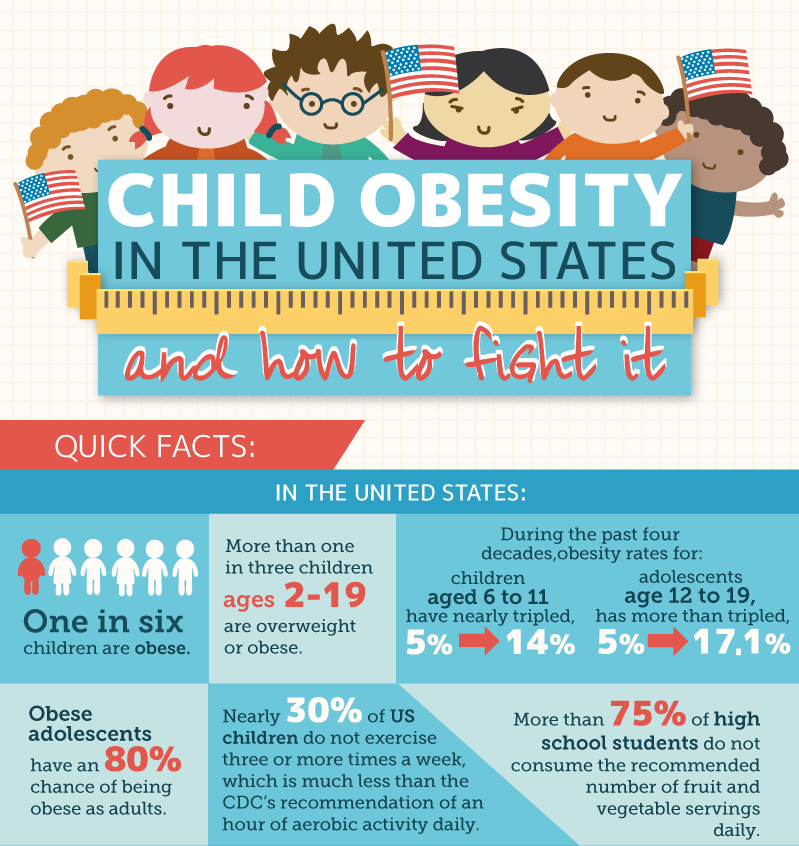 CHILD OBESITY
IN THE UNITED STATES
and how to fight it
QUICK FACTS:
IN THE UNITED STATES:
One in six
children are obese.
More than one
in three children
ages 2-19
are overweight
or obese.
During the past four
decades,obesity rates for:
children
aged 6 to 11
have nearly tripled,
5% 14%
adolescents
age 12 to 19,
has more than tripled,
5% 17,1%
Obese
adolescents
have an 80%
chance of being
obese as adults.
Nearly 30% of US
children do not exercise
three or more times a week,
which is much less than the
CDC's recommendation of an
hour of aerobic activity daily.
More than 75% of high
school students do not
consume the recommended
number of fruit and
vegetable servings
daily.